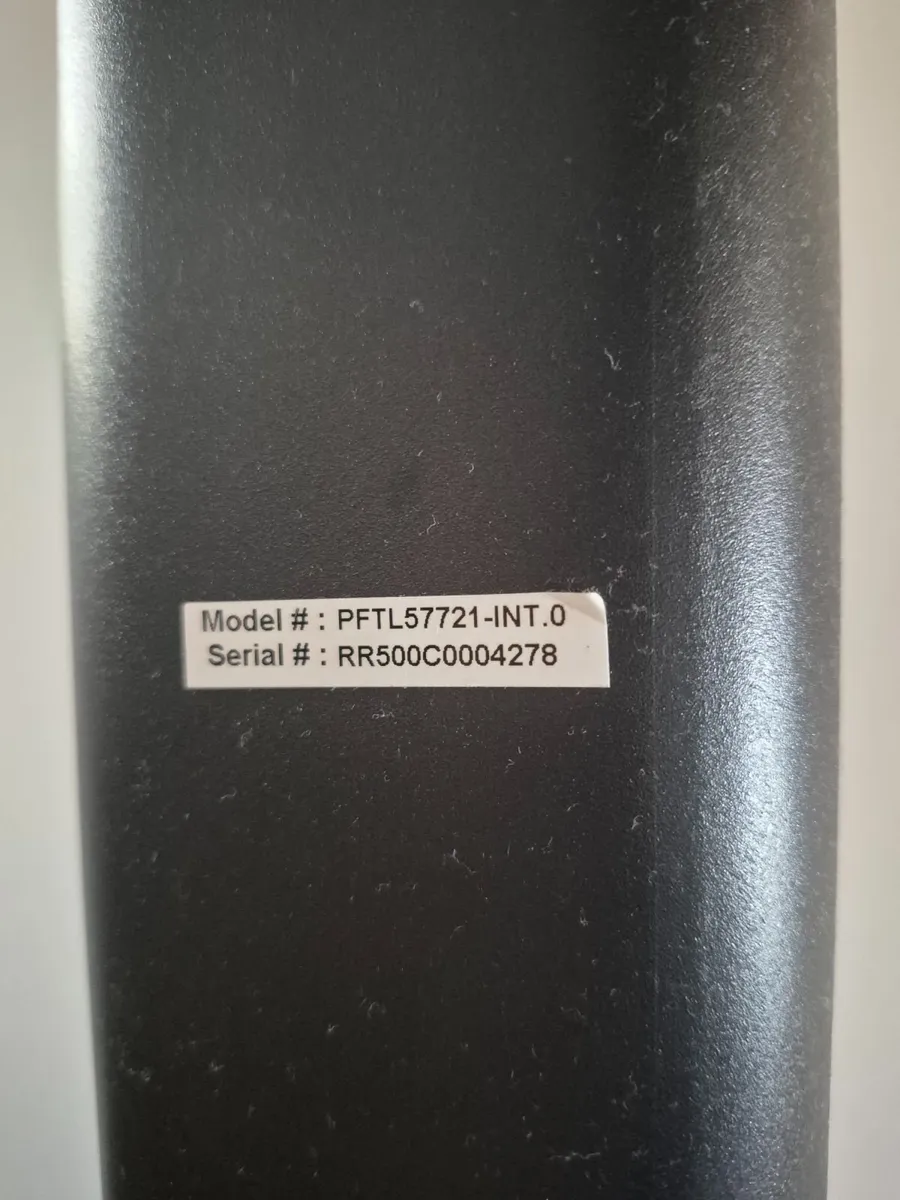 Model # : PFTL57721-INT.0
Serial # : RR500C0004278